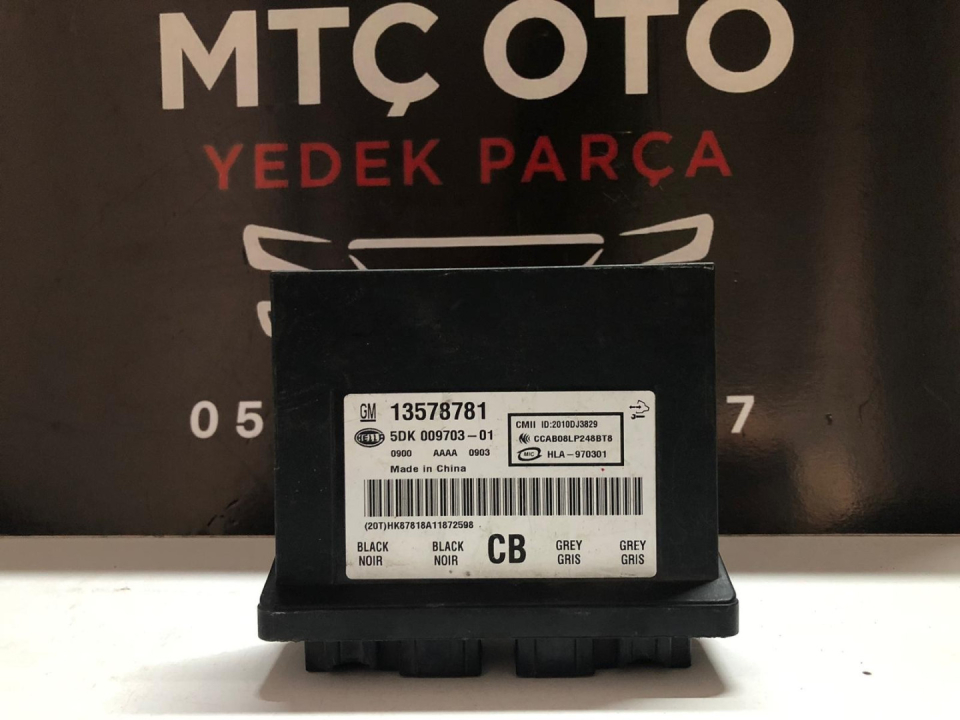 MTÇ OTO
YEDEK PARÇA
05
7
GM 13578781
HELLA 5DK 009703-01
0900 AAAA 0903
Made in China
CMII ID:2010DJ3829
CCAB08LP248BT8
MIC HLA-970301
(20T)HK87818A11872598
BLACK BLACK CB GREY GREY
NOIR NOIR GRIS GRIS